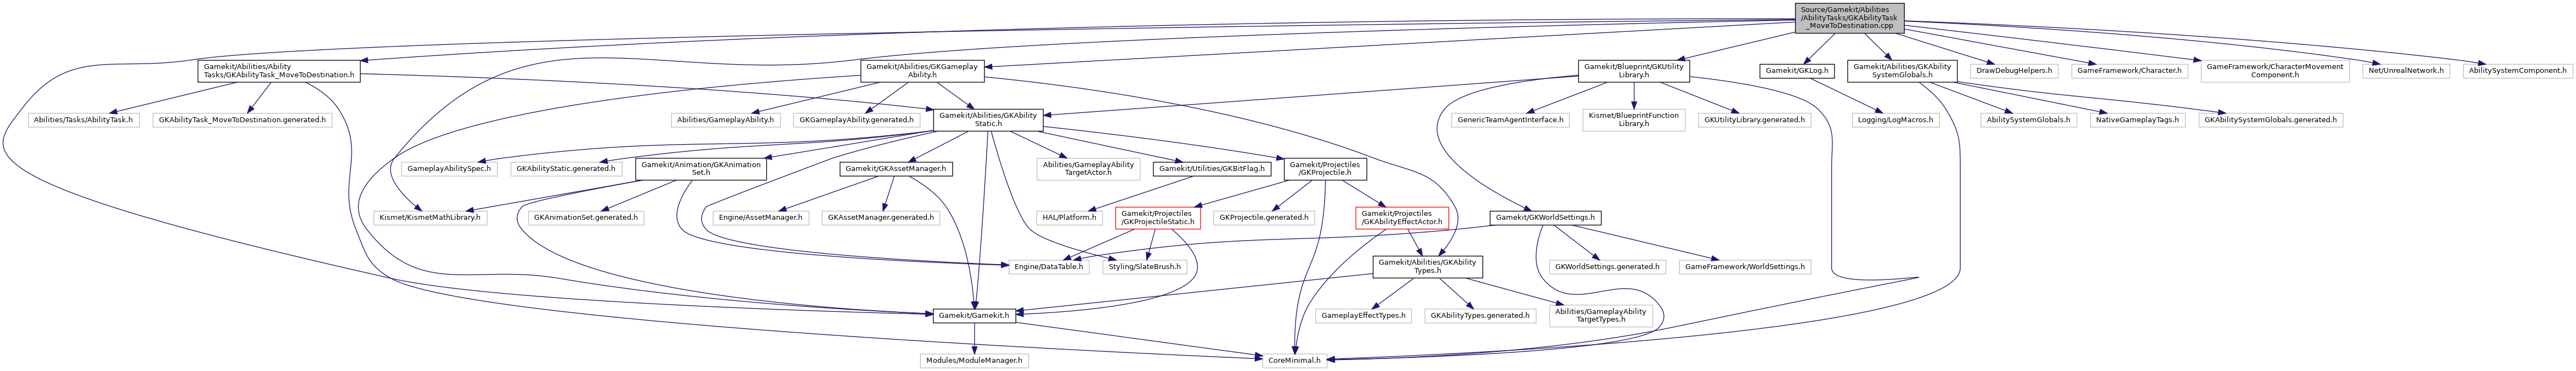 Source/Gamekit/Abilities
/AbilityTasks/GKAbilityTask
_MoveToDestination.cpp
Gamekit/Abilities/Ability
Tasks/GKAbilityTask_MoveToDestination.h
Gamekit/Abilities/GKGameplay
Ability.h
Gamekit/Blueprint/GKUtility
Library.h
Gamekit/GKLog.h
Gamekit/Abilities/GKAbility
SystemGlobals.h
DrawDebugHelpers.h
GameFramework/Character.h
GameFramework/CharacterMovement
Component.h
Net/UnrealNetwork.h
AbilitySystemComponent.h
Abilities/Tasks/AbilityTask.h
GKAbilityTask_MoveToDestination.generated.h
Abilities/GameplayAbility.h
GKGameplayAbility.generated.h
Gamekit/Abilities/GKAbility
Static.h
GenericTeamAgentInterface.h
Kismet/BlueprintFunction
Library.h
GKUtilityLibrary.generated.h
Logging/LogMacros.h
AbilitySystemGlobals.h
NativeGameplayTags.h
GKAbilitySystemGlobals.generated.h
GameplayAbilitySpec.h
GKAbilityStatic.generated.h
Gamekit/Animation/GKAnimation
Set.h
Gamekit/GKAssetManager.h
Abilities/GameplayAbility
TargetActor.h
Gamekit/Utilities/GKBitFlag.h
Gamekit/Projectiles
/GKProjectile.h
Kismet/KismetMathLibrary.h
GKAnimationSet.generated.h
Engine/AssetManager.h
GKAssetManager.generated.h
HAL/Platform.h
Gamekit/Projectiles
/GKProjectileStatic.h
GKProjectile.generated.h
Gamekit/Projectiles
/GKAbilityEffectActor.h
Gamekit/GKWorldSettings.h
Engine/DataTable.h
Styling/SlateBrush.h
Gamekit/Abilities/GKAbility
Types.h
GKWorldSettings.generated.h
GameFramework/WorldSettings.h
Gamekit/Gamekit.h
GameplayEffectTypes.h
GKAbilityTypes.generated.h
Abilities/GameplayAbility
TargetTypes.h
Modules/ModuleManager.h
CoreMinimal.h